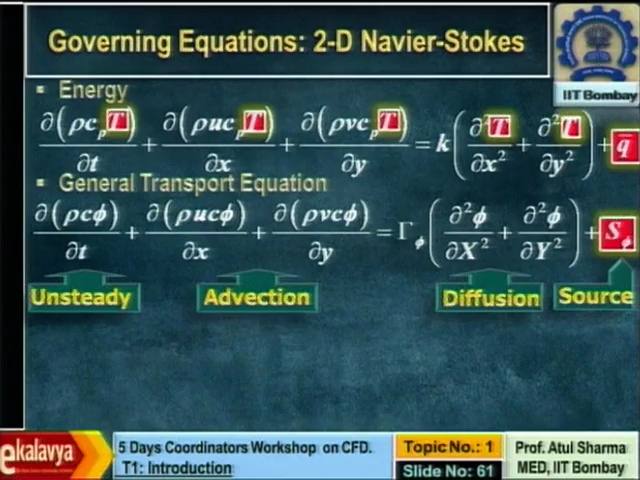 Governing Equations: 2-D Navier-Stokes
IIT Bombay
▪ Energy
∂(ρc_pT)/∂t + ∂(ρuc_pT)/∂x + ∂(ρvc_pT)/∂y = k(∂²T/∂x² + ∂²T/∂y²) + q̅
▪ General Transport Equation
∂(ρcϕ)/∂t + ∂(ρucϕ)/∂x + ∂(ρvcϕ)/∂y = Γ_ϕ(∂²ϕ/∂X² + ∂²ϕ/∂Y²) + S_ϕ
Unsteady Advection Diffusion Source
ekalavya
5 Days Coordinators Workshop on CFD.
T1: Introduction
Topic No.: 1
Slide No: 61
Prof. Atul Sharma
MED, IIT Bombay